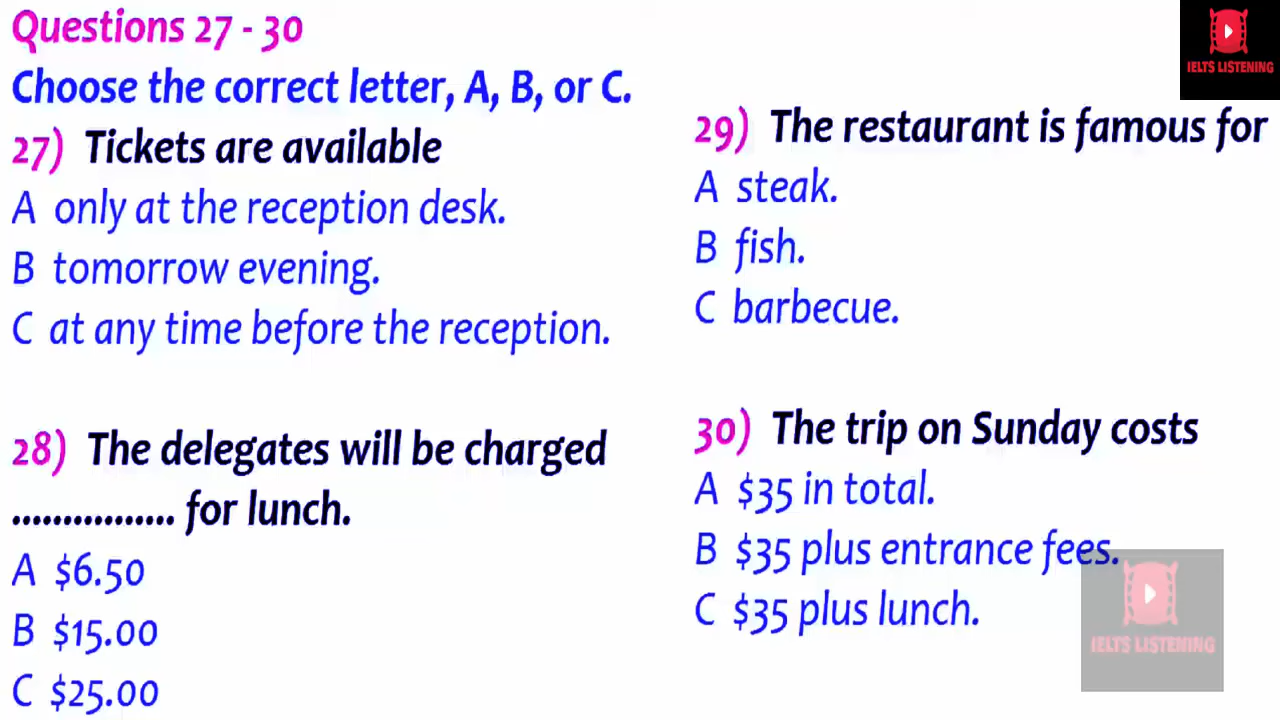 Questions 27 - 30
Choose the correct letter, A, B, or C.
27) Tickets are available
A only at the reception desk.
B tomorrow evening.
C at any time before the reception.
28) The delegates will be charged
................ for lunch.
A $6.50
B $15.00
C $25.00
IELTS LISTENING
29) The restaurant is famous for
A steak.
B fish.
C barbecue.
30) The trip on Sunday costs
A $35 in total.
B $35 plus entrance fees.
C $35 plus lunch.
IELTS LISTENING